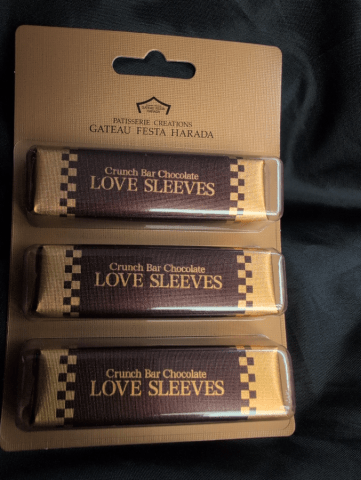 PATISSERIE CREATIONS
GATEAU FESTA HARADA
Crunch Bar Chocolate
LOVE SLEEVES
Crunch Bar Chocolate
LOVE SLEEVES
Crunch Bar Chocolate
LOVE SLEEVES